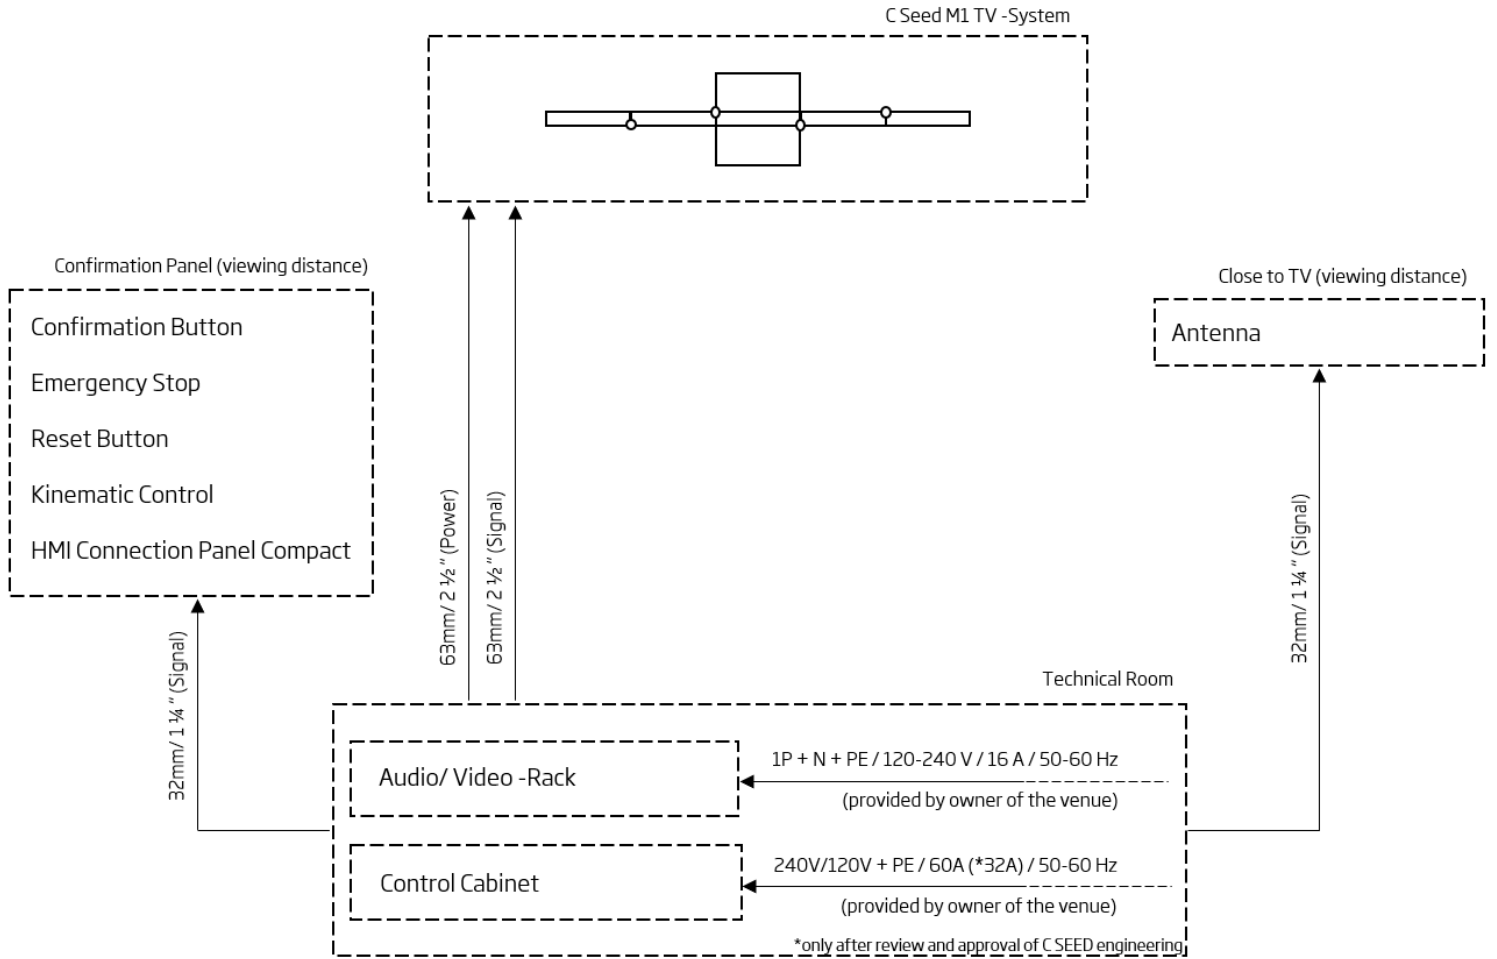 C Seed M1 TV -System
Confirmation Panel (viewing distance)
Confirmation Button
Emergency Stop
Reset Button
Kinematic Control
HMI Connection Panel Compact
Close to TV (viewing distance)
Antenna
63mm/ 2 ½ " (Power)
63mm/ 2 ½ " (Signal)
32mm/ 1 ¼ " (Signal)
32mm/ 1 ¼ " (Signal)
Technical Room
Audio/ Video -Rack
1P + N + PE / 120-240 V / 16 A / 50-60 Hz
(provided by owner of the venue)
Control Cabinet
240V/120V + PE / 60A (*32A) / 50-60 Hz
(provided by owner of the venue)
*only after review and approval of C SEED engineering